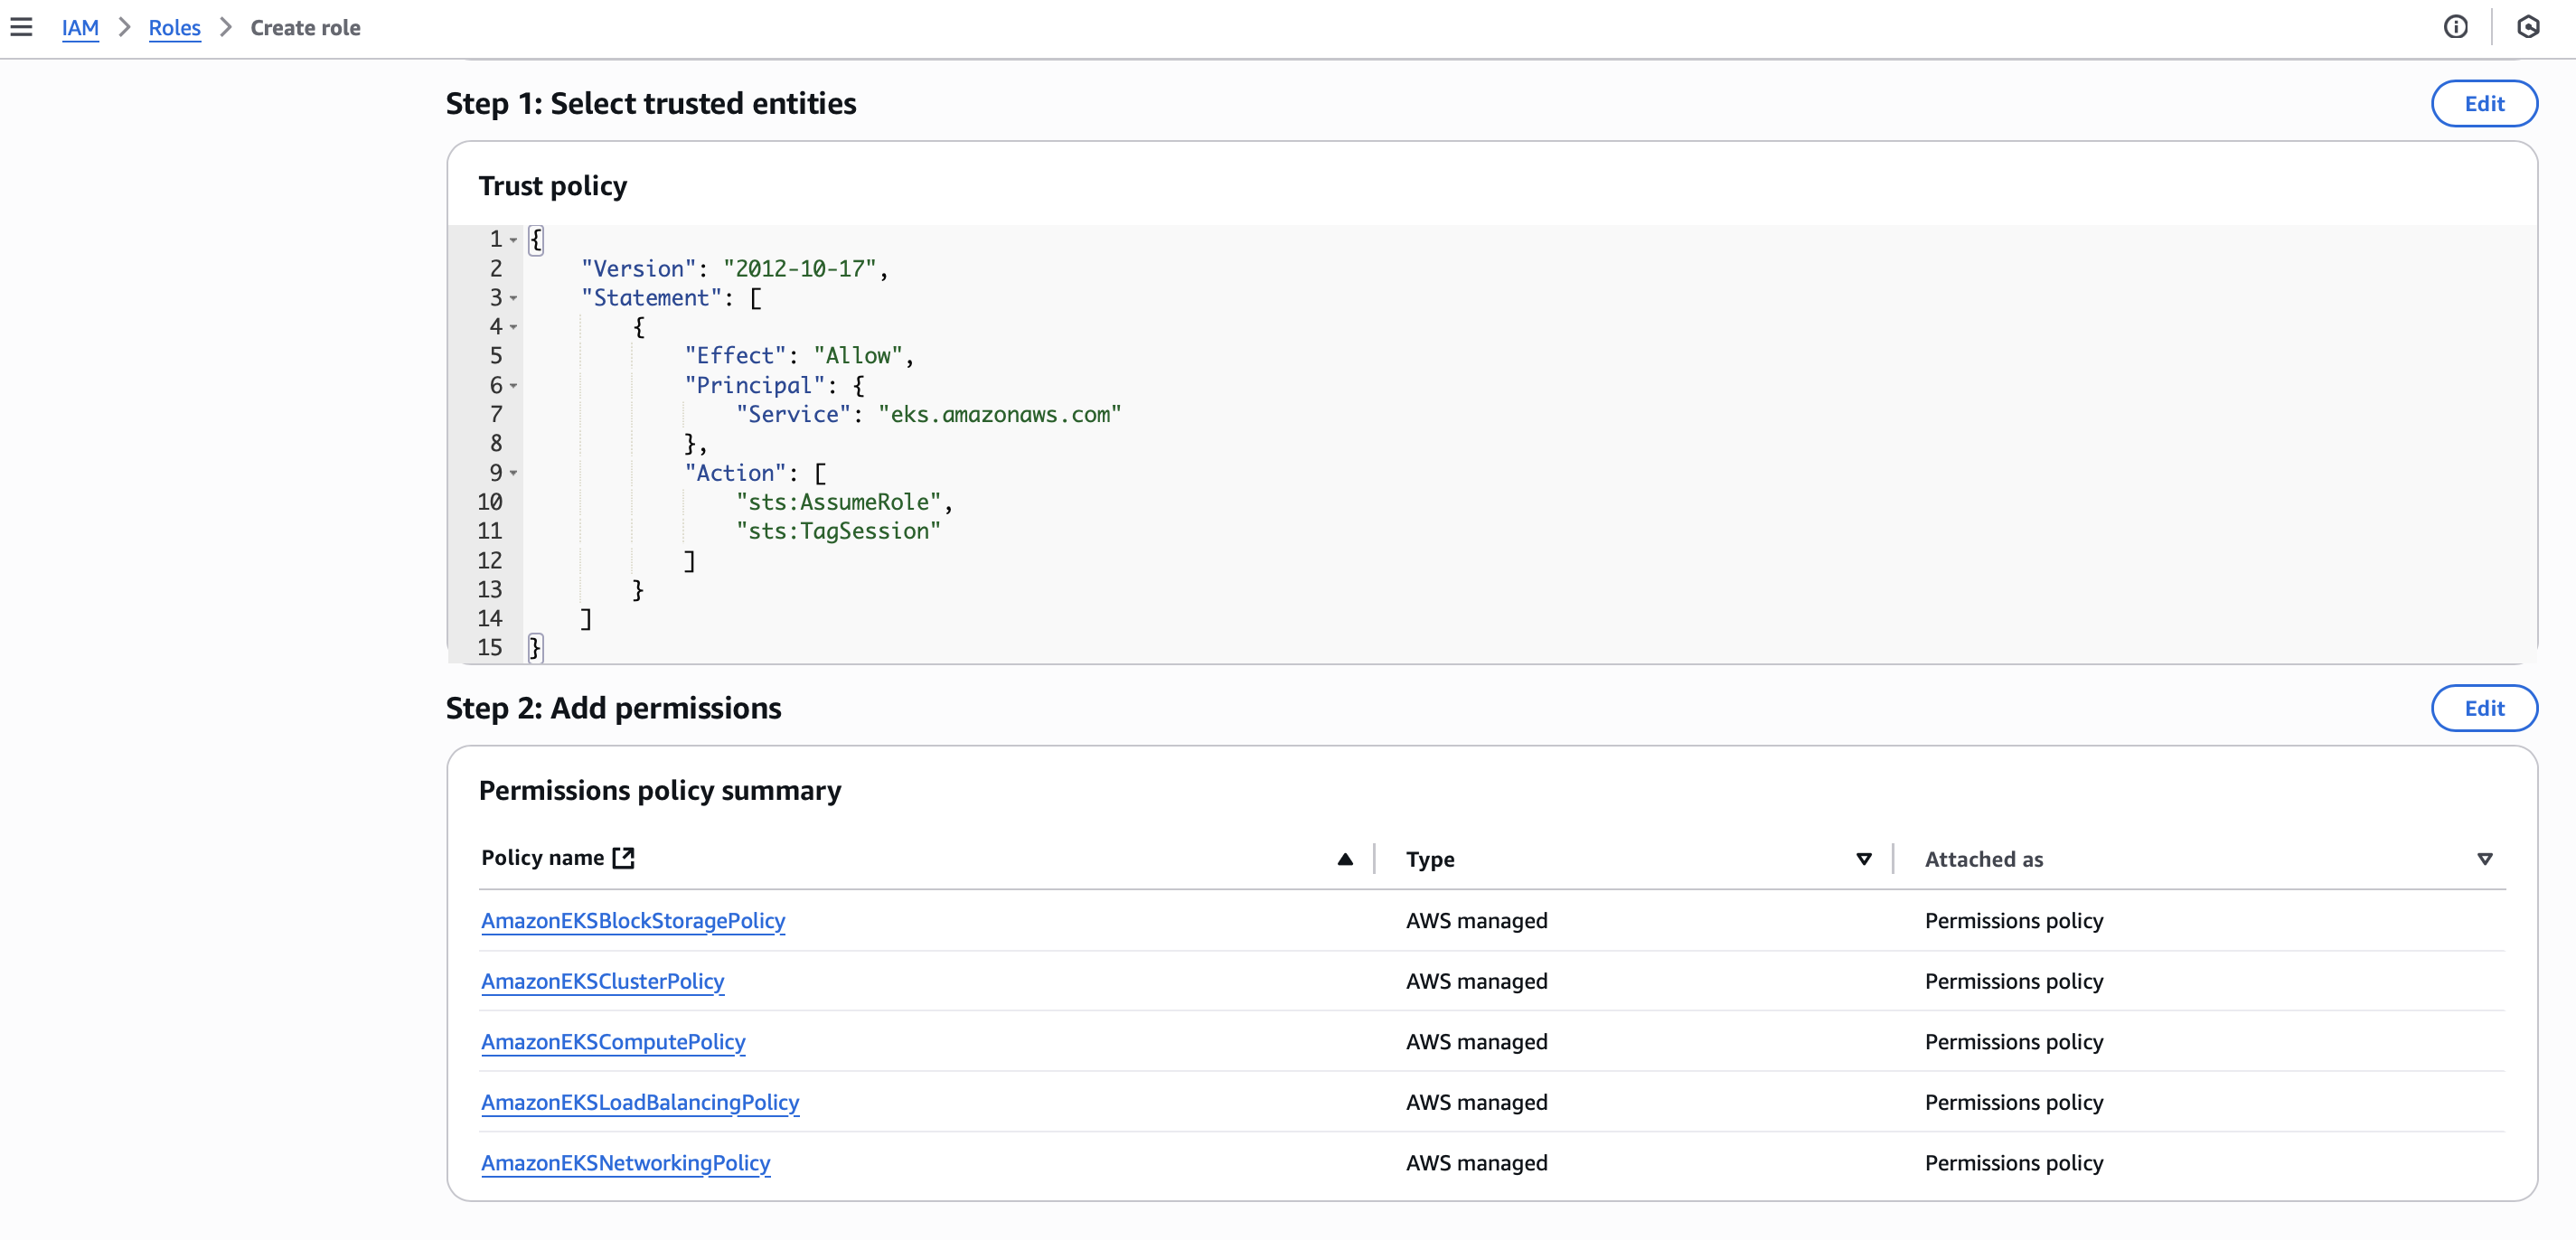 IAM > Roles > Create role
Step 1: Select trusted entities
Edit
Trust policy
1 {
2 "Version": "2012-10-17",
3 "Statement": [
4 {
5 "Effect": "Allow",
6 "Principal": {
7 "Service": "eks.amazonaws.com"
8 },
9 "Action": [
10 "sts:AssumeRole",
11 "sts:TagSession"
12 ]
13 }
14 ]
15 }
Step 2: Add permissions
Edit
Permissions policy summary
Policy name Type Attached as
AmazonEKSBlockStoragePolicy AWS managed Permissions policy
AmazonEKSClusterPolicy AWS managed Permissions policy
AmazonEKSComputePolicy AWS managed Permissions policy
AmazonEKSLoadBalancingPolicy AWS managed Permissions policy
AmazonEKSNetworkingPolicy AWS managed Permissions policy